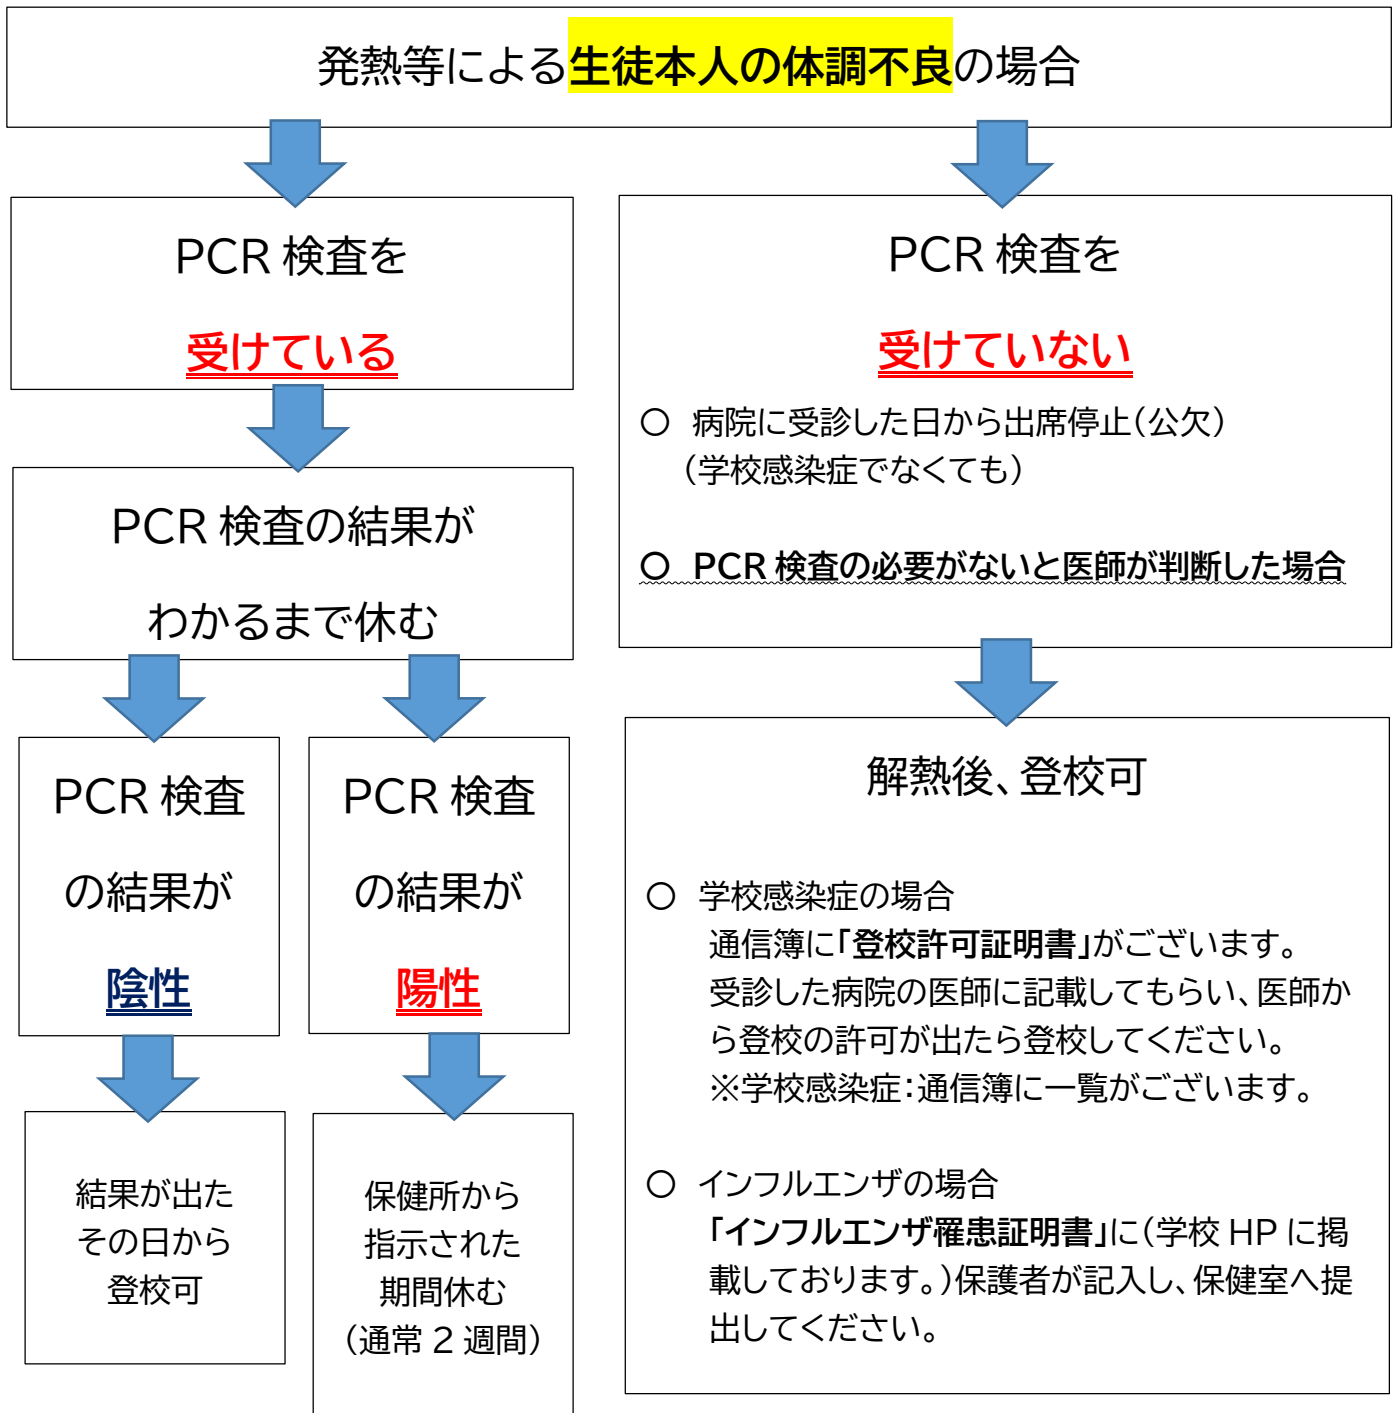 発熱等による生徒本人の体調不良の場合
PCR 検査を
受けている
PCR 検査の結果が
わかるまで休む
PCR 検査
の結果が
陰性
結果が出た
その日から
登校可
PCR 検査
の結果が
陽性
保健所から
指示された
期間休む
（通常 2 週間）
PCR 検査を
受けていない
〇 病院に受診した日から出席停止（公欠）
（学校感染症でなくても）
〇 PCR 検査の必要がないと医師が判断した場合
解熱後、登校可
〇 学校感染症の場合
通信簿に「登校許可証明書」がございます。
受診した病院の医師に記載してもらい、医師か
ら登校の許可が出たら登校してください。
※学校感染症：通信簿に一覧がございます。
〇 インフルエンザの場合
「インフルエンザ罹患証明書」に（学校 HP に掲
載しております。）保護者が記入し、保健室へ提
出してください。